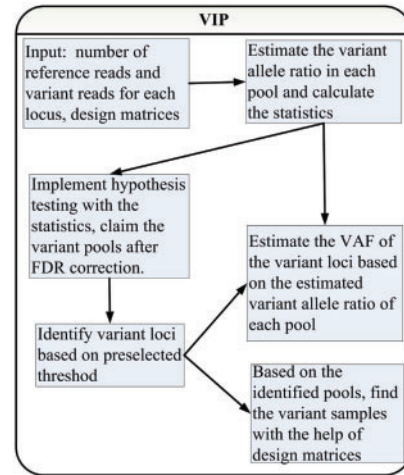 VIP
Input: number of
reference reads and
variant reads for each
locus, design matrices
Estimate the variant
allele ratio in each
pool and calculate
the statistics
Implement hypothesis
testing with the
statistics, claim the
variant pools after
FDR correction.
Estimate the VAF of
the variant loci based
on the estimated
variant allele ratio of
each pool
Identify variant loci
based on preselected
threshod
Based on the
identified pools, find
the variant samples
with the help of
design matrices